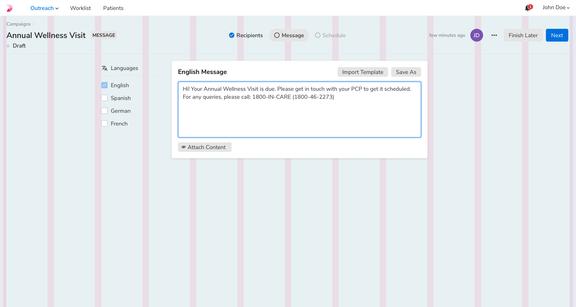 Outreach
Worklist
Patients
1
John Doe
Campaigns
Annual Wellness Visit
MESSAGE
Draft
Recipients
Message
Schedule
few minutes ago
JD
Finish Later
Next
Languages
English
Spanish
German
French
English Message
Import Template
Save As
Hi! Your Annual Wellness Visit is due. Please get in touch with your PCP to get it scheduled.
For any queries, please call: 1800-IN-CARE (1800-46-2273)
Attach Content